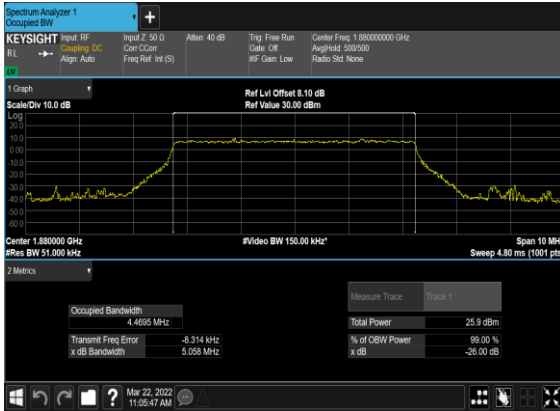 Spectrum Analyzer 1
Occupied BW
+
KEYSIGHT Input: RF Input Z: 50 Ω Atten: 40 dB Trig: Free Run Center Freq: 1.880000000 GHz
RL Coupling: DC Corr CCorr Gate: Off Avg|Hold: 500/500
Align: Auto Freq Ref: Int (S) #IF Gain: Low Radio Std: None
1 Graph Ref Lvl Offset 8.10 dB
Scale/Div 10.0 dB Ref Value 30.00 dBm
Log
20.0
10.0
0.00
-10.0
-20.0
-30.0
-40.0
-50.0
-60.0
Center 1.880000 GHz #Video BW 150.00 kHz* Span 10 MH
#Res BW 51.000 kHz Sweep 4.80 ms (1001 pts
2 Metrics
Measure Trace Trace 1
Occupied Bandwidth
4.4695 MHz Total Power 25.9 dBm
Transmit Freq Error -8.314 kHz % of OBW Power 99.00 %
x dB Bandwidth 5.058 MHz x dB -26.00 dB
? Mar 22, 2022
11:05:47 AM